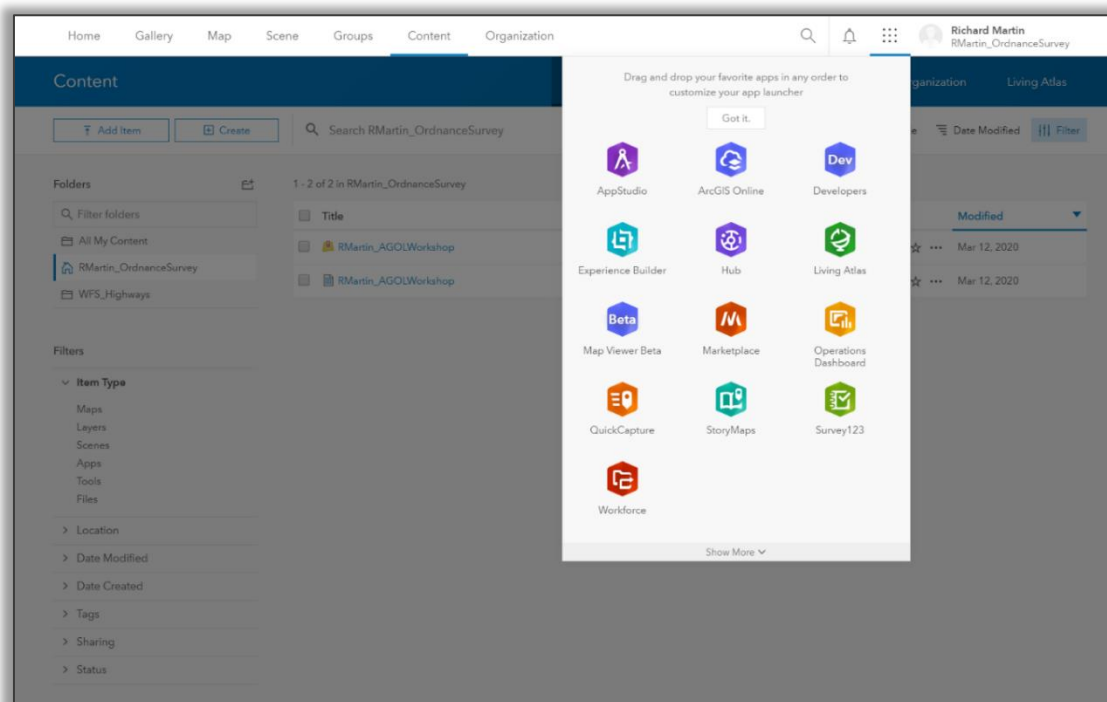 Home Gallery Map Scene Groups Content Organization
Richard Martin
RMartin_OrdnanceSurvey
Content
Living Atlas
Add Item Create Search RMartin_OrdnanceSurvey Date Modified Filter
Drag and drop your favorite apps in any order to
customize your app launcher
Got it.
AppStudio ArcGIS Online Dev Developers
Experience Builder Hub Living Atlas
Beta Map Viewer Beta Marketplace Operations
Dashboard
QuickCapture StoryMaps Survey123
Workforce
Show More
Folders
Filter folders
All My Content
RMartin_OrdnanceSurvey
WFS_Highways
1 - 2 of 2 in RMartin_OrdnanceSurvey
Title Modified
RMartin_AGOLWorkshop Mar 12, 2020
RMartin_AGOLWorkshop Mar 12, 2020
Filters
Item Type
Maps
Layers
Scenes
Apps
Tools
Files
Location
Date Modified
Date Created
Tags
Sharing
Status